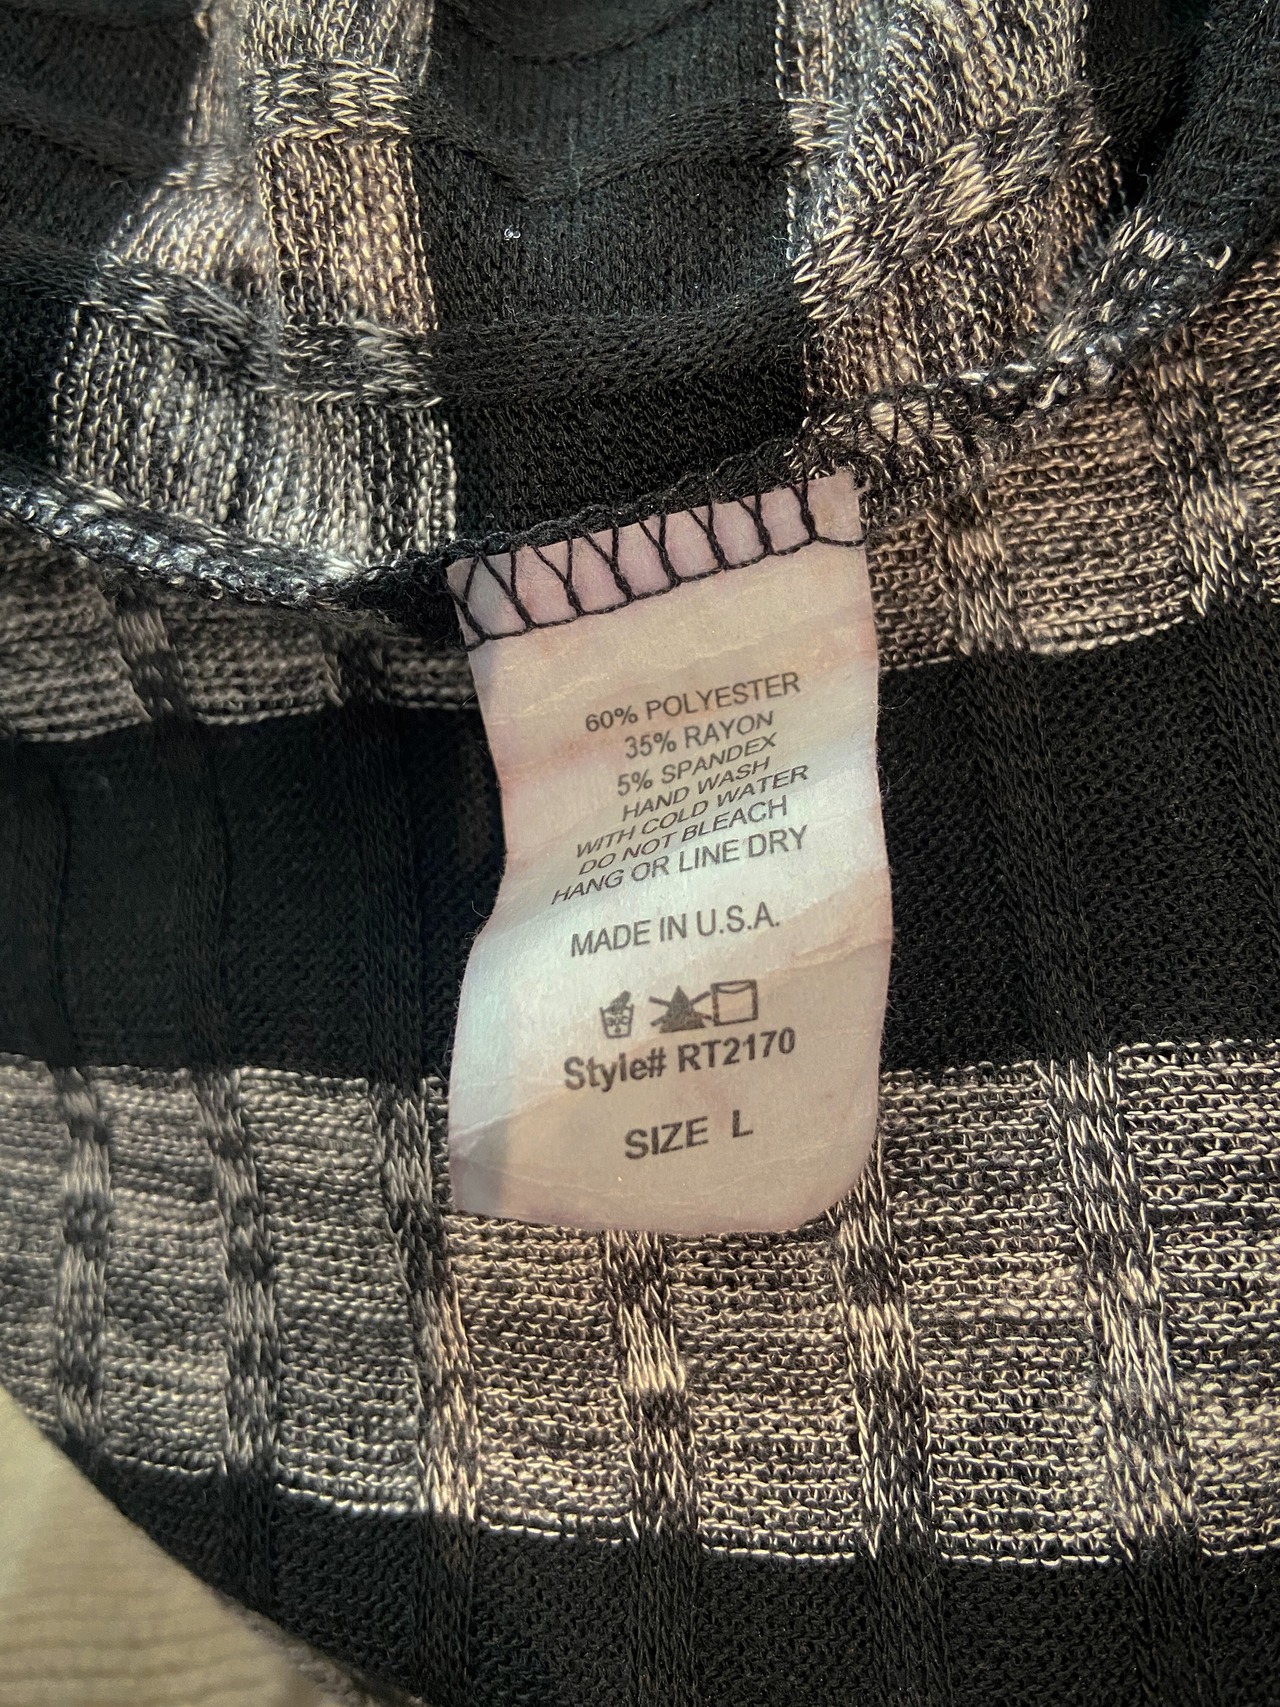 60% POLYESTER
35% RAYON
5% SPANDEX
HAND WASH
WITH COLD WATER
DO NOT BLEACH
HANG OR LINE DRY
MADE IN U.S.A.
Style# RT2170
SIZE L